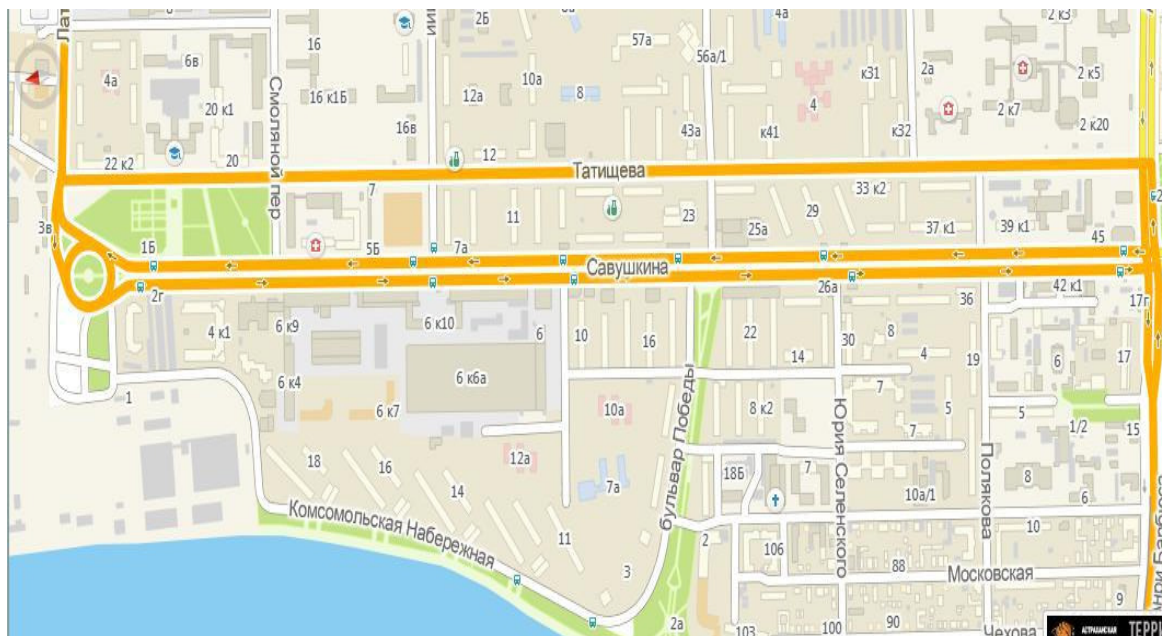 Лат
ии
2Б
57а
56а/1
4а
2 к3
6в
16
4а
10а
12а
8
4
к31
2а
2 к5
20 к1
16 к1Б
16в
43а
к41
к32
2 к7
2 к20
22 к2
20
Смоляной пер
12
Татищева
7
11
23
33 к2
29
25а
37 к1
39 к1
3в
1Б
5Б
7а
45
Савушкина
2г
26а
42 к1
36
17г
4 к1
6 к9
6 к10
6
10
16
22
30
8
4
14
19
6
17
6 к4
6 к6а
1
6 к7
10а
8 к2
7
5
5
7
1/2
15
12а
18
16
14
7а
18Б
7
10а/1
8
6
бульвар Победы
Юрия Селенского
Полякова
Комсомольская Набережная
11
3
2
106
10
88
Московская
9
2а
103
100
90
Чехова
АСТРАХАНСКАЯ